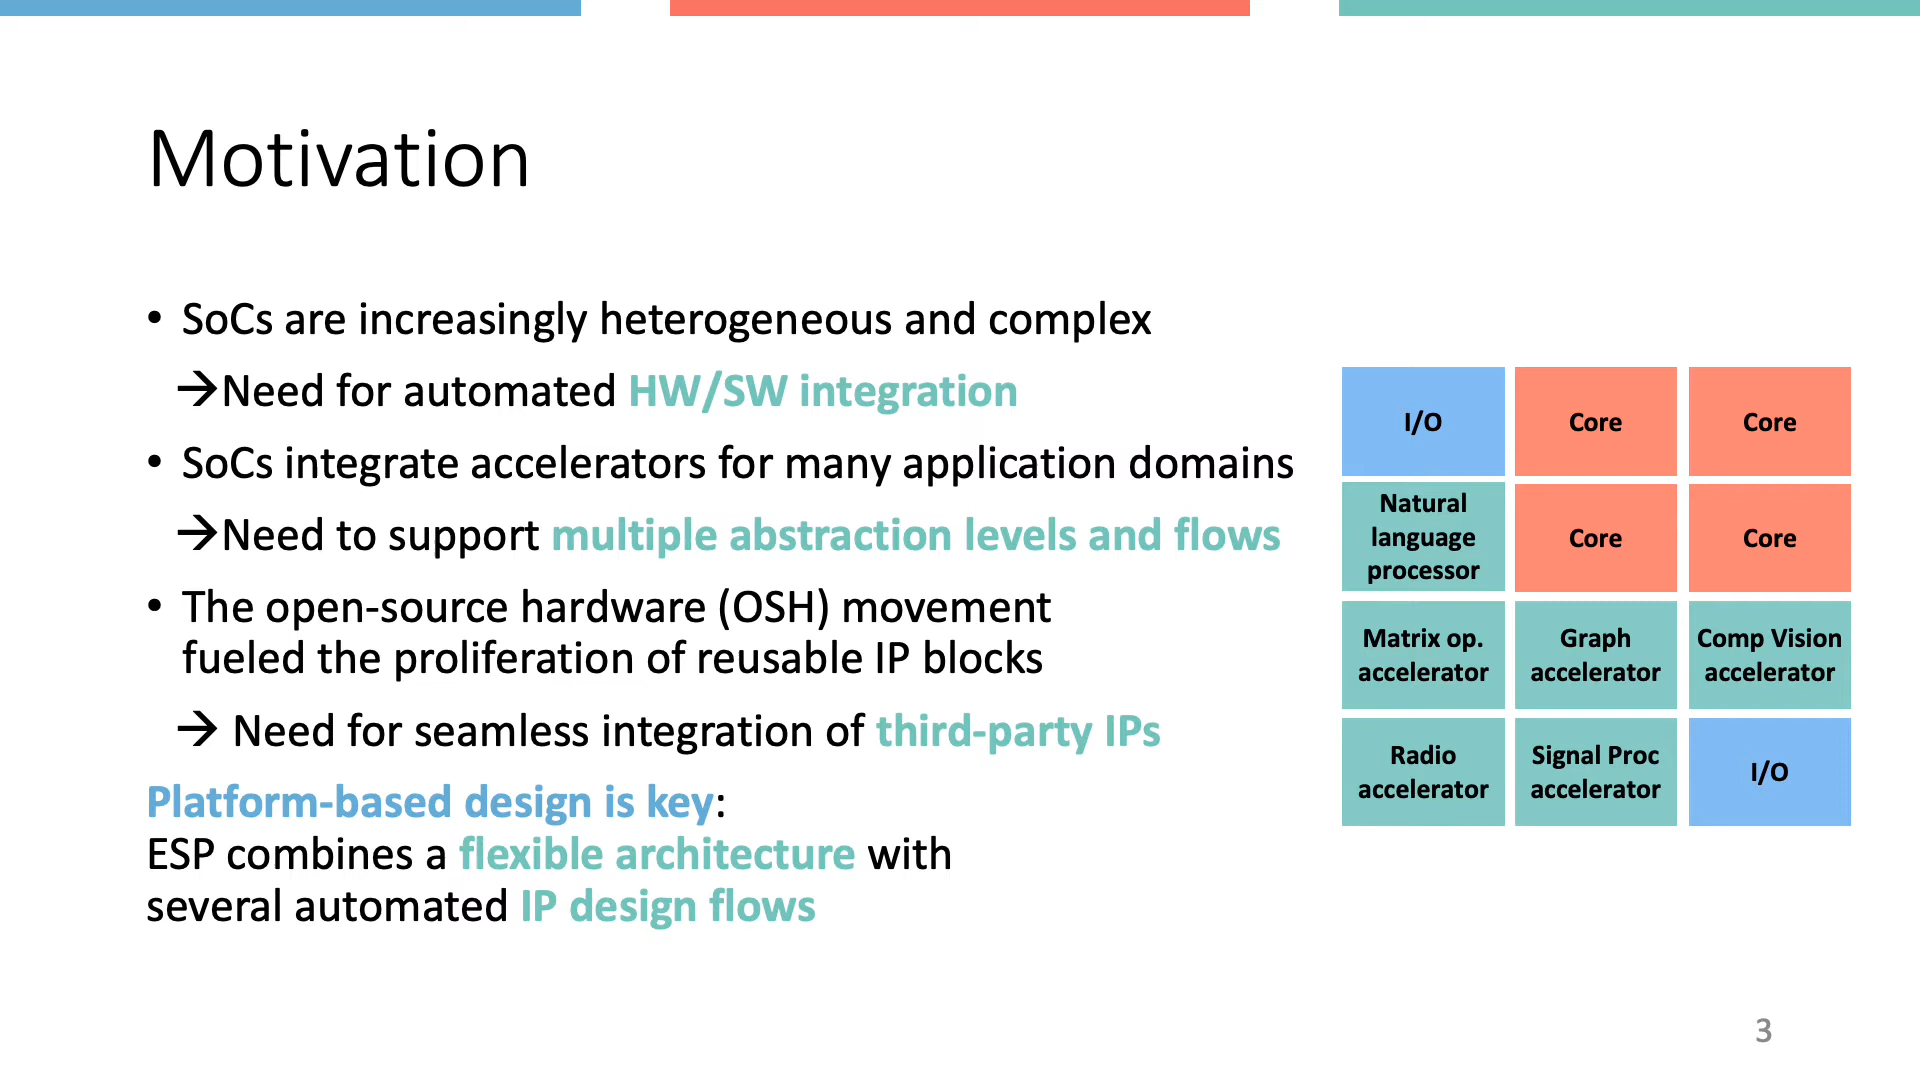 Motivation
• SoCs are increasingly heterogeneous and complex
→Need for automated HW/SW integration
• SoCs integrate accelerators for many application domains
→Need to support multiple abstraction levels and flows
• The open-source hardware (OSH) movement
fueled the proliferation of reusable IP blocks
→ Need for seamless integration of third-party IPs
Platform-based design is key:
ESP combines a flexible architecture with
several automated IP design flows
I/O
Core
Core
Natural
language
processor
Core
Core
Matrix op.
accelerator
Graph
accelerator
Comp Vision
accelerator
Radio
accelerator
Signal Proc
accelerator
I/O
3